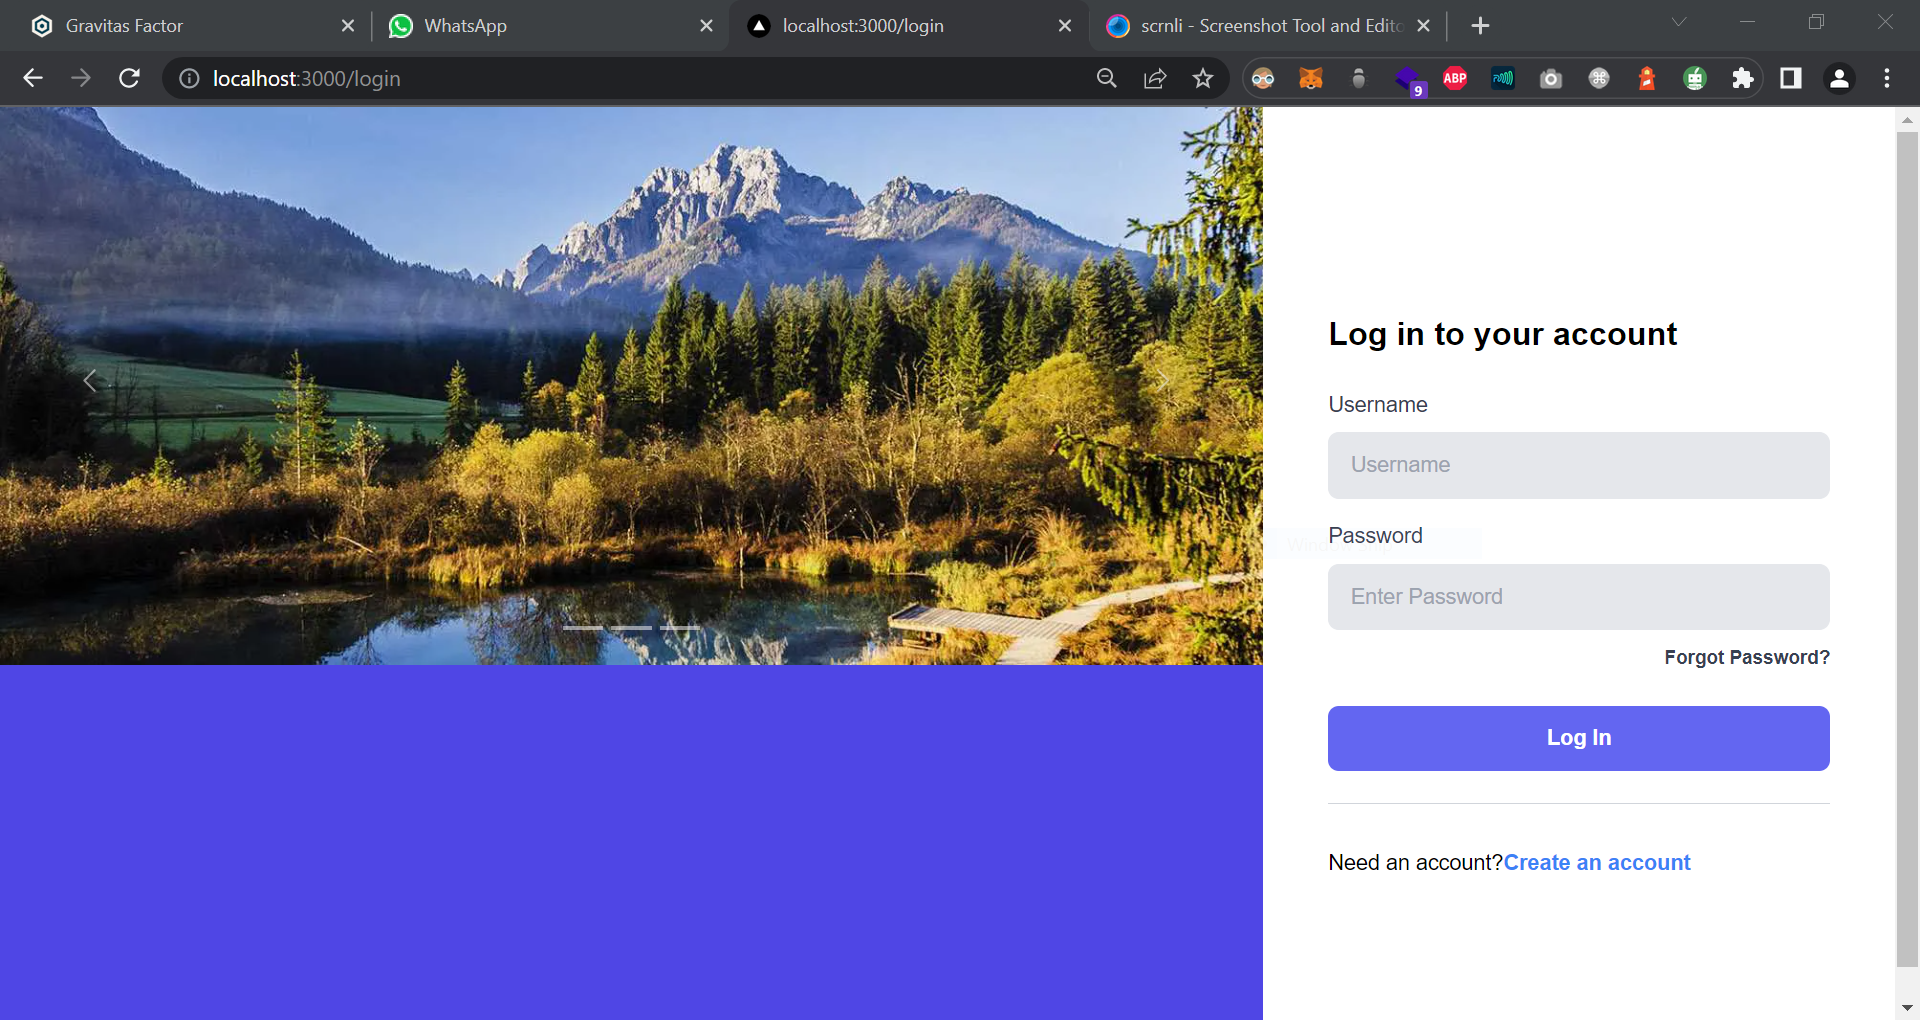 Gravitas Factor
WhatsApp
localhost:3000/login
scrnli - Screenshot Tool and Edito
localhost:3000/login
ABP
9
Log in to your account
Username
Username
Password
Enter Password
Forgot Password?
Log In
Need an account?Create an account